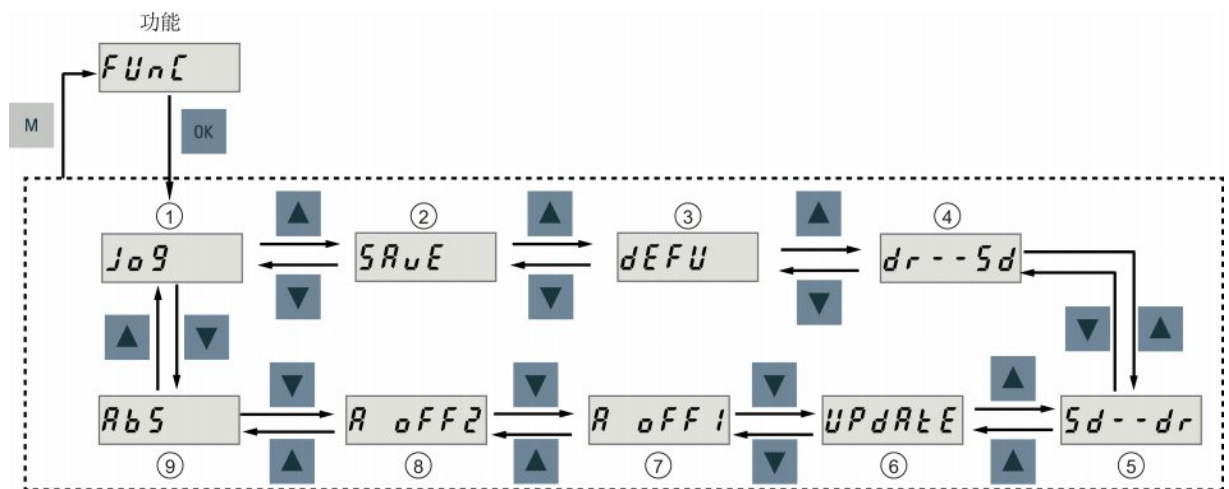 功能
FUnC
M
OK
① ② ③ ④
Jog SAvE dEFU dr--Sd
AbS A oFF2 A oFF1 UPdAtE Sd--dr
⑨ ⑧ ⑦ ⑥ ⑤